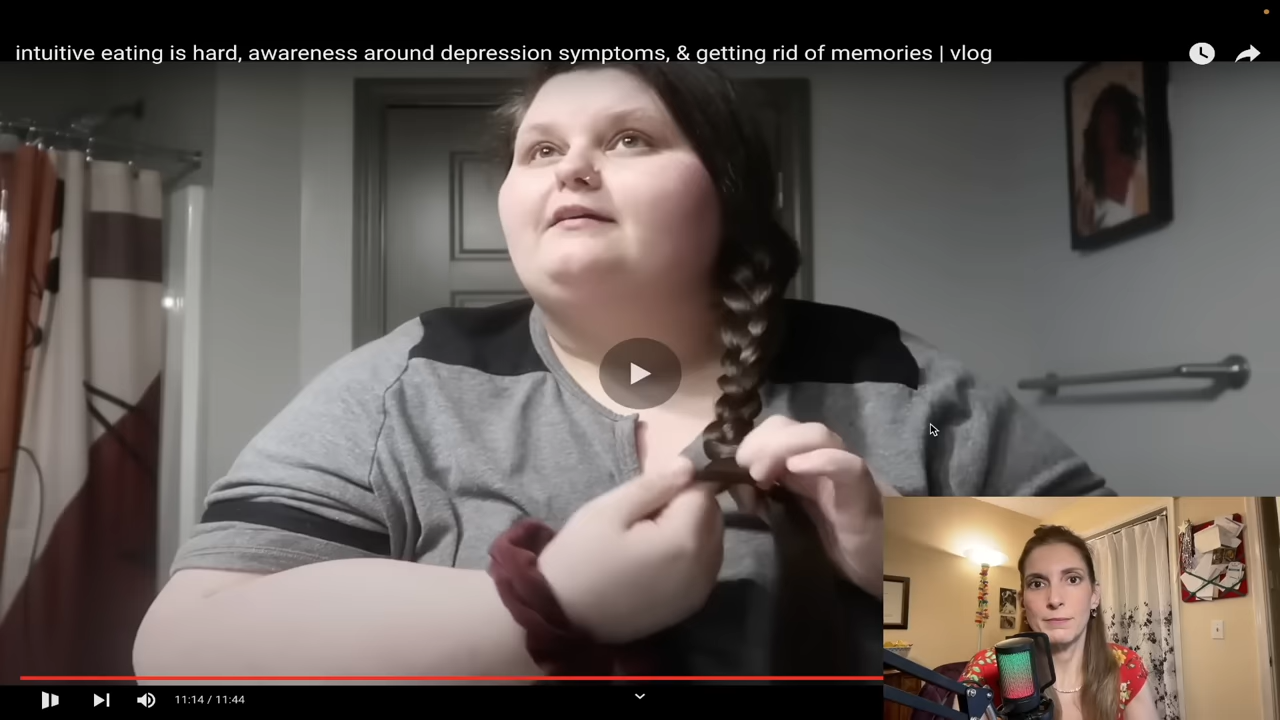 intuitive eating is hard, awareness around depression symptoms, & getting rid of memories | vlog
11:14 / 11:44